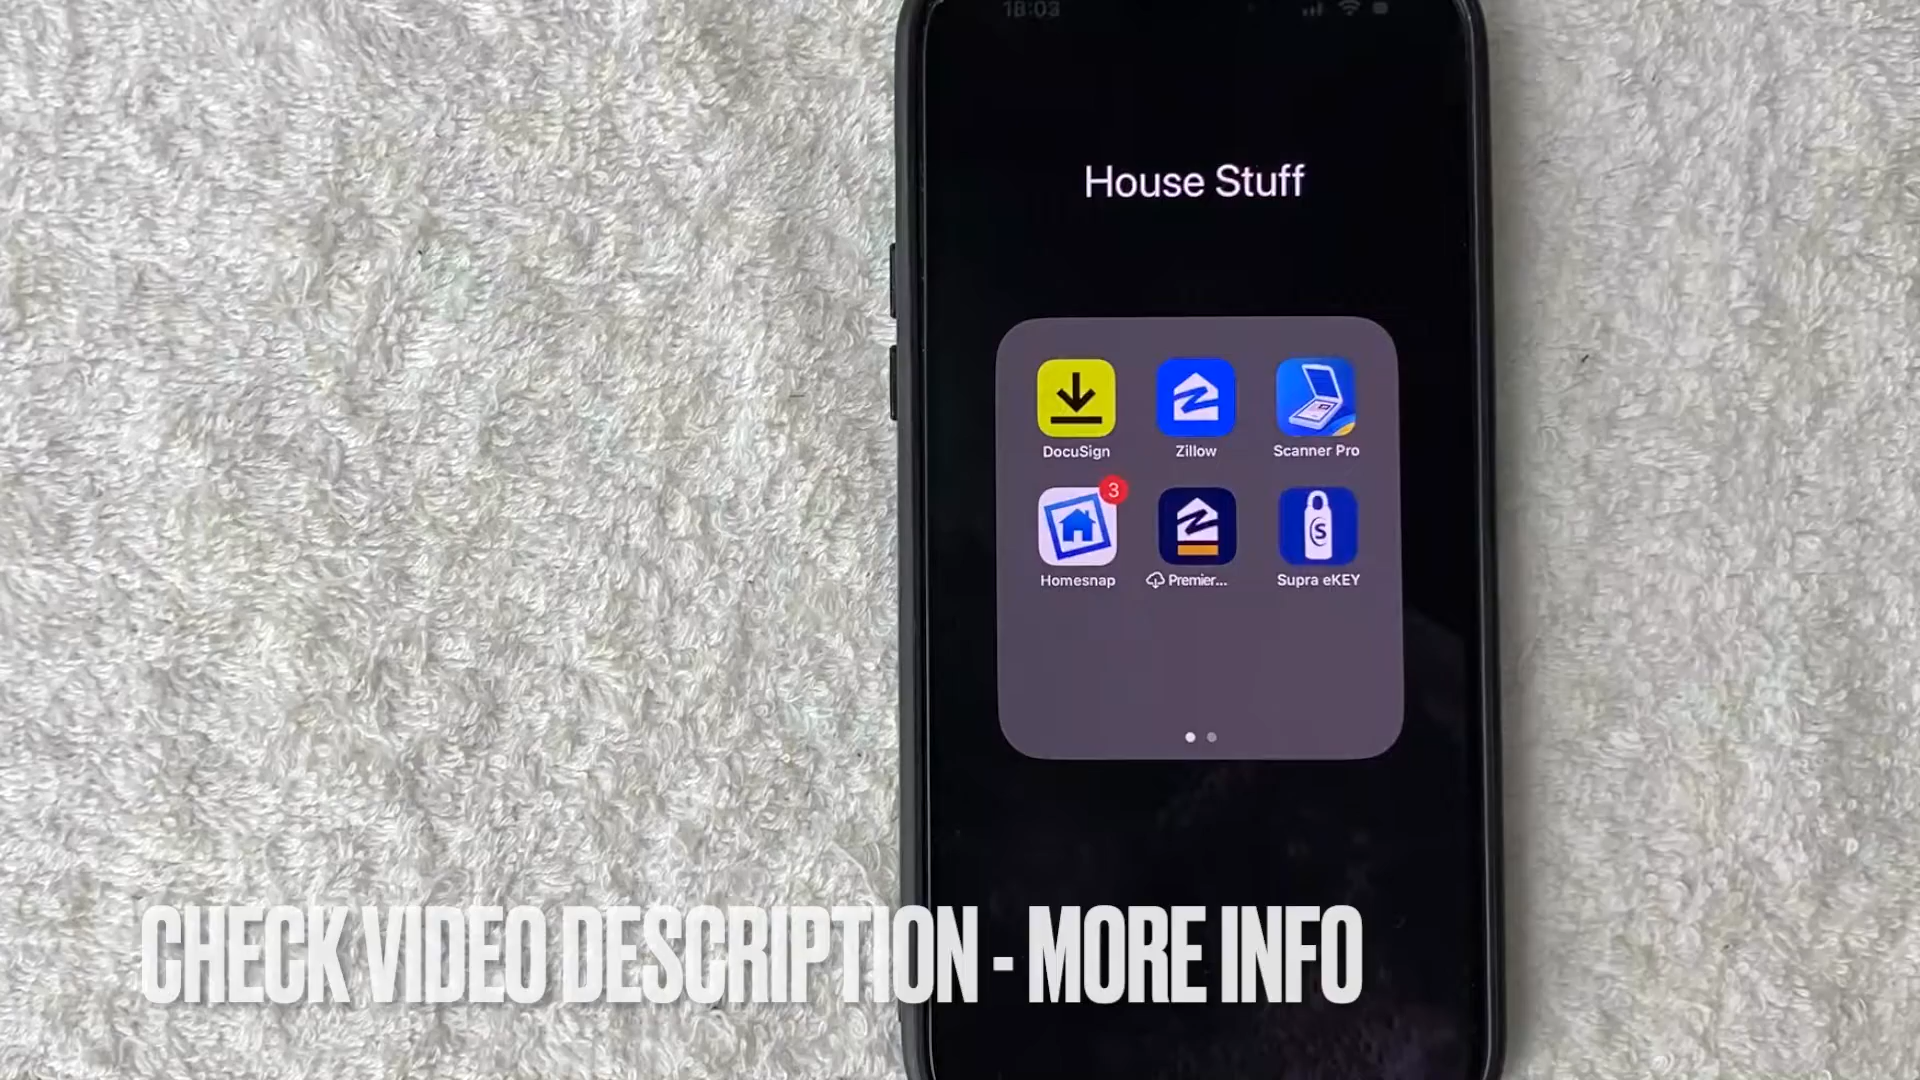 18:03
House Stuff
DocuSign
Zillow
Scanner Pro
3
Homesnap
Premier...
S
Supra eKEY
CHECK VIDEO DESCRIPTION - MORE INFO